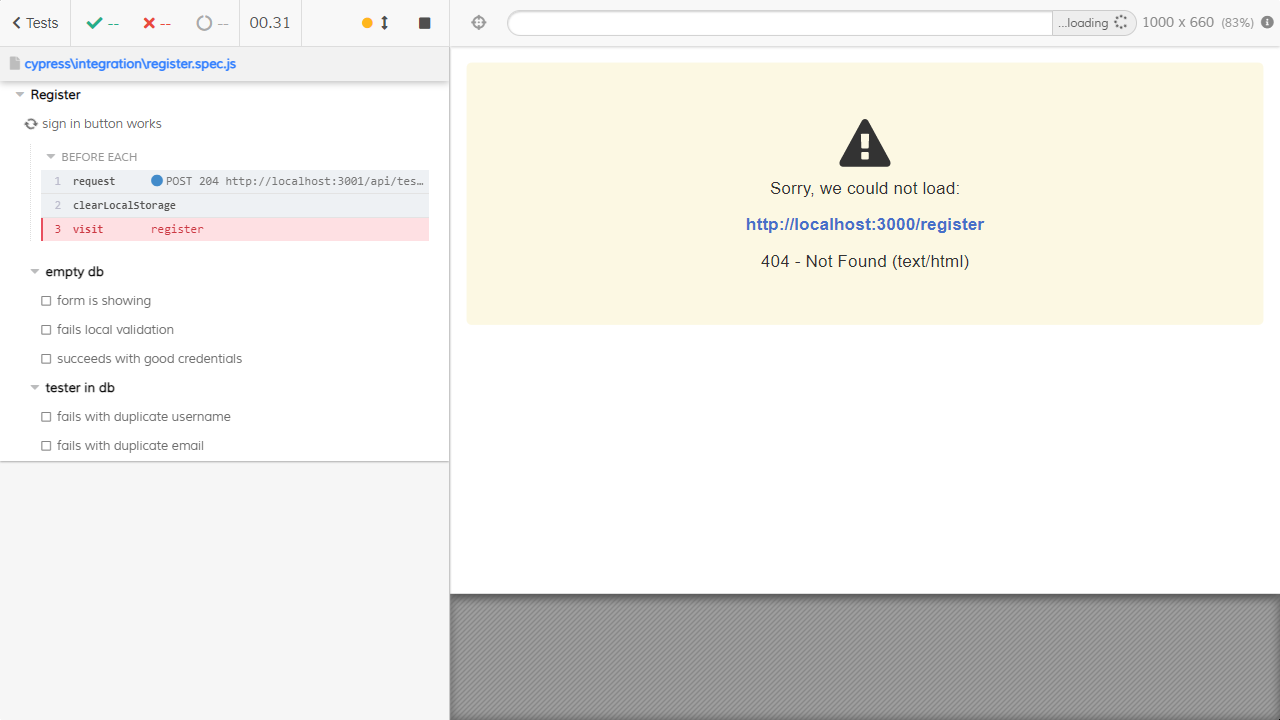 Tests -- -- -- 00.31
...loading 1000 x 660 (83%)
cypress\integration\register.spec.js
Register
sign in button works
BEFORE EACH
1 request POST 204 http://localhost:3001/api/tes...
2 clearLocalStorage
3 visit register
empty db
form is showing
fails local validation
succeeds with good credentials
tester in db
fails with duplicate username
fails with duplicate email
Sorry, we could not load:
http://localhost:3000/register
404 - Not Found (text/html)